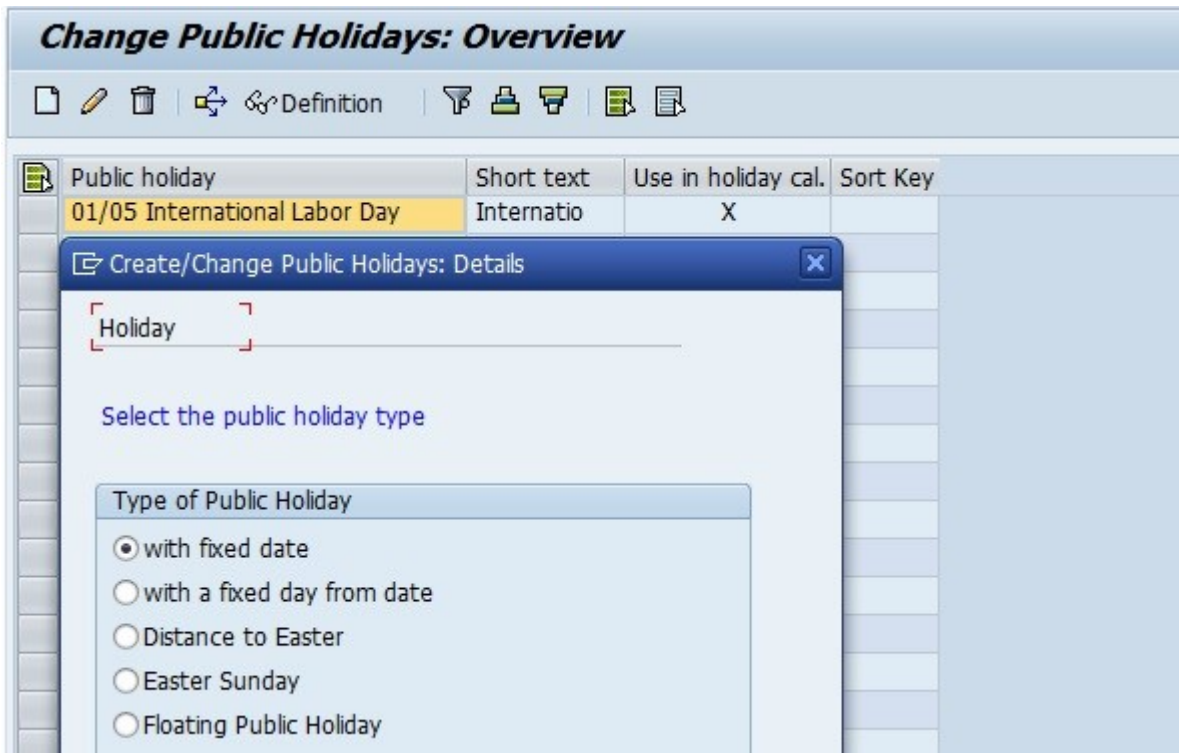 Change Public Holidays: Overview
Definition
Public holiday Short text Use in holiday cal. Sort Key
01/05 International Labor Day Internatio X
Create/Change Public Holidays: Details
Holiday
Select the public holiday type
Type of Public Holiday
with fixed date
with a fixed day from date
Distance to Easter
Easter Sunday
Floating Public Holiday